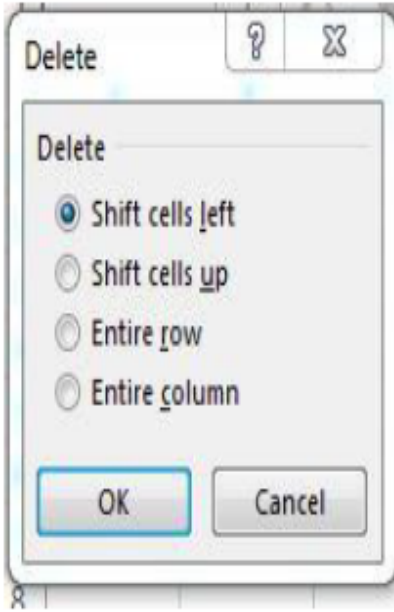 Delete
Delete
Shift cells left
Shift cells up
Entire row
Entire column
OK
Cancel
8